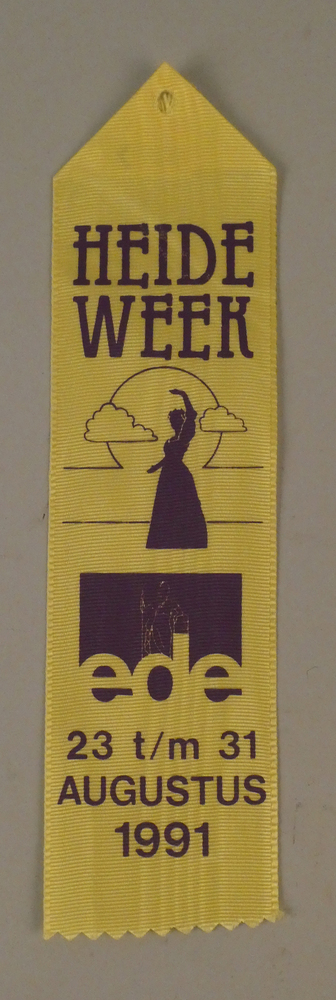 HEIDE
WEEK
ede
23 t/m 31
AUGUSTUS
1991